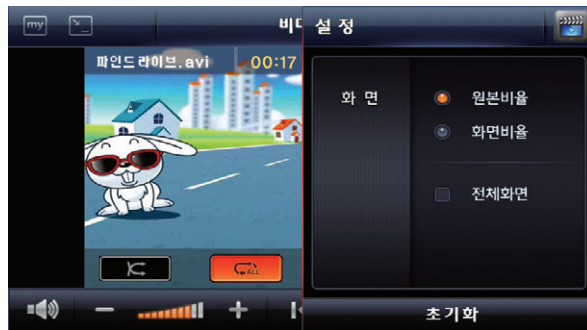 my
비디
설 정
파인드라이브.avi
00:17
화 면
원본비율
화면비율
전체화면
ALL
초기화